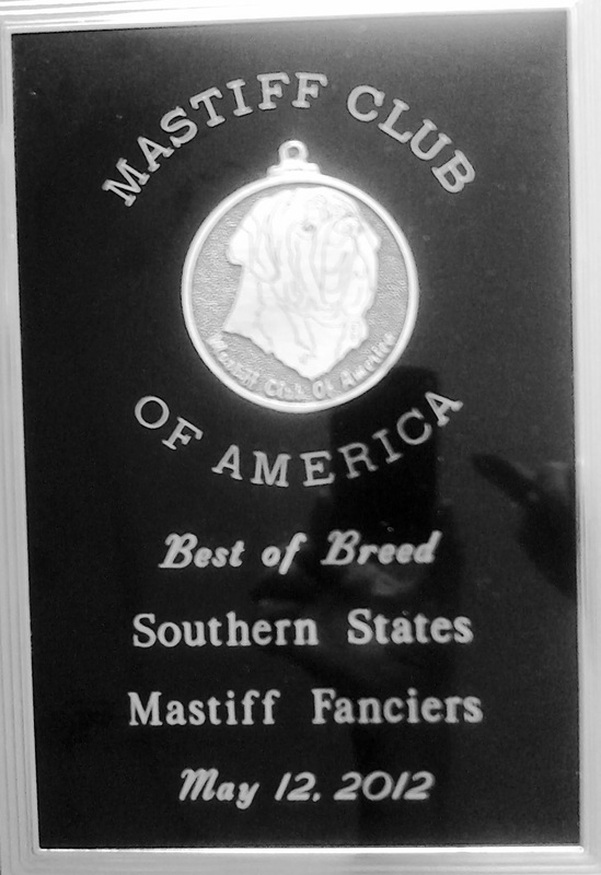 MASTIFF CLUB
Mastiff Club Of America
OF AMERICA
Best of Breed
Southern States
Mastiff Fanciers
May 12, 2012